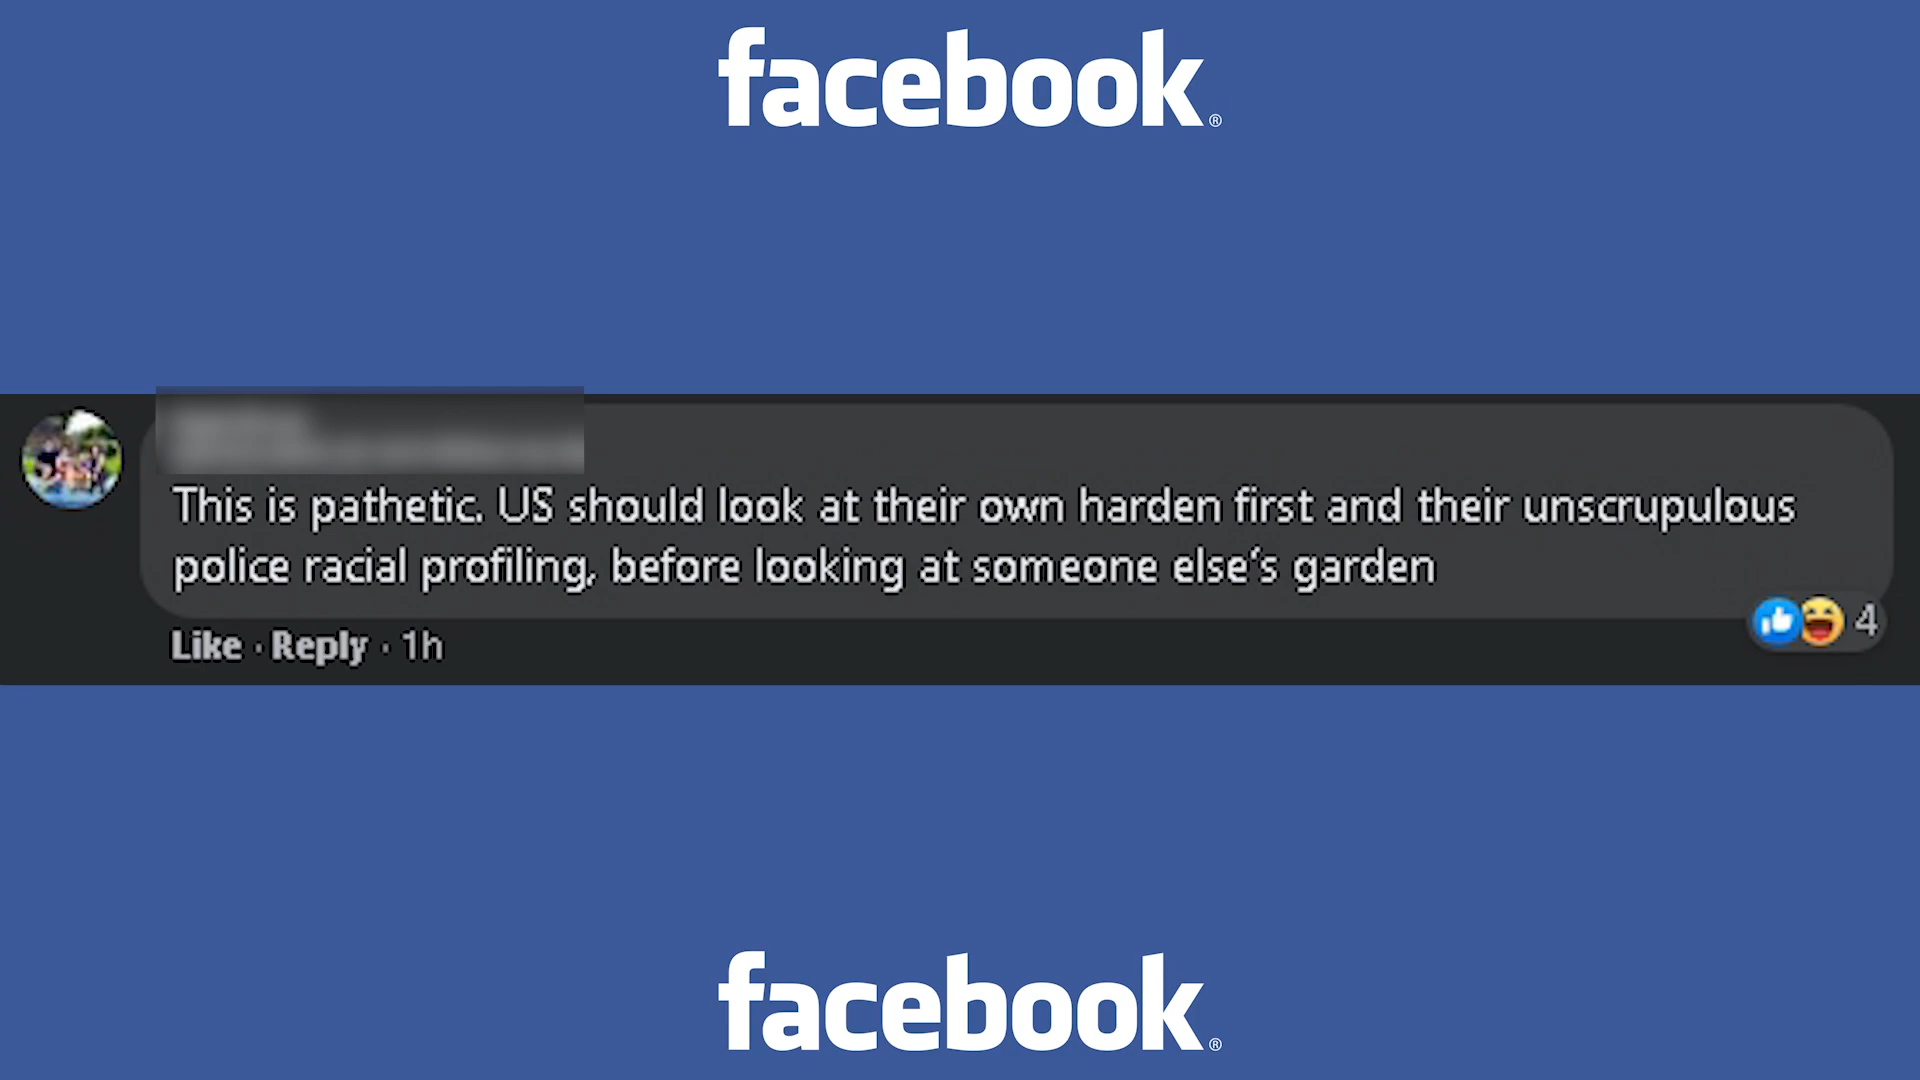 facebook®
This is pathetic. US should look at their own harden first and their unscrupulous
police racial profiling, before looking at someone else's garden
Like · Reply · 1h
4
facebook®